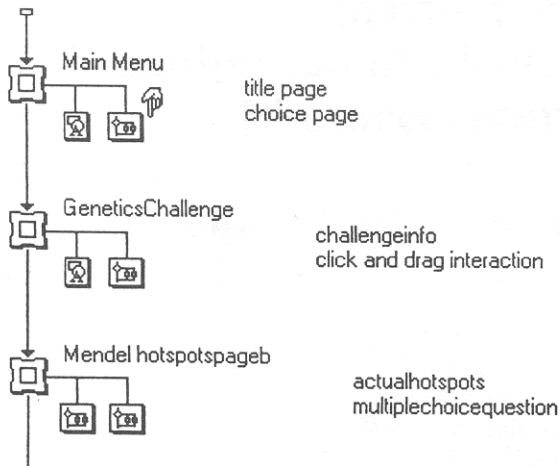 Main Menu
title page
choice page
GeneticsChallenge
challengeinfo
click and drag interaction
Mendel hotspotspageb
actualhotspots
multiplechoicequestion